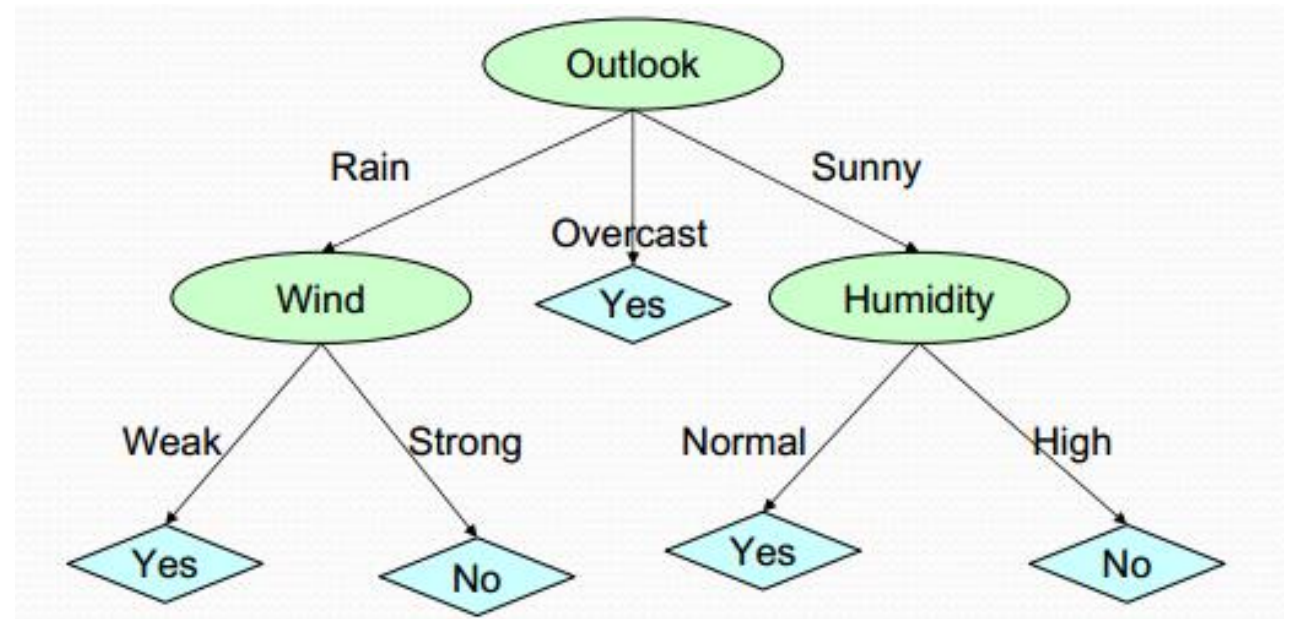 Outlook
Rain
Sunny
Overcast
Wind
Yes
Humidity
Weak
Strong
Normal
High
Yes
No
Yes
No